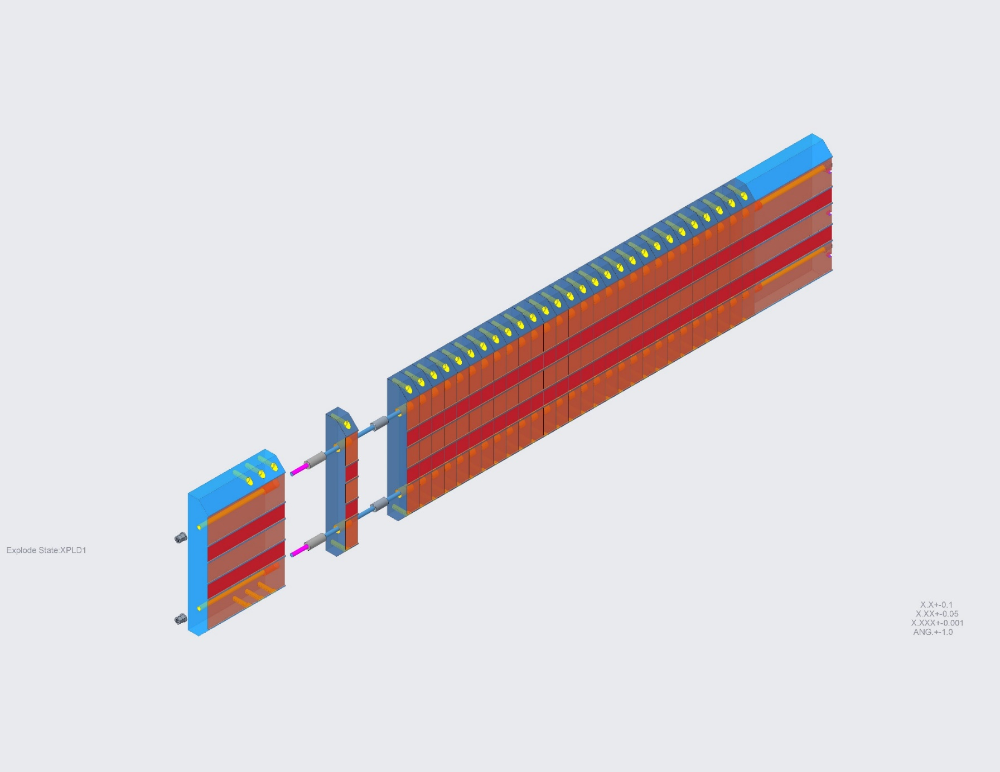 Explode State:XPLD1
X.X+-0.1
X.XX+-0.05
X.XXX+-0.001
ANG.+-1.0